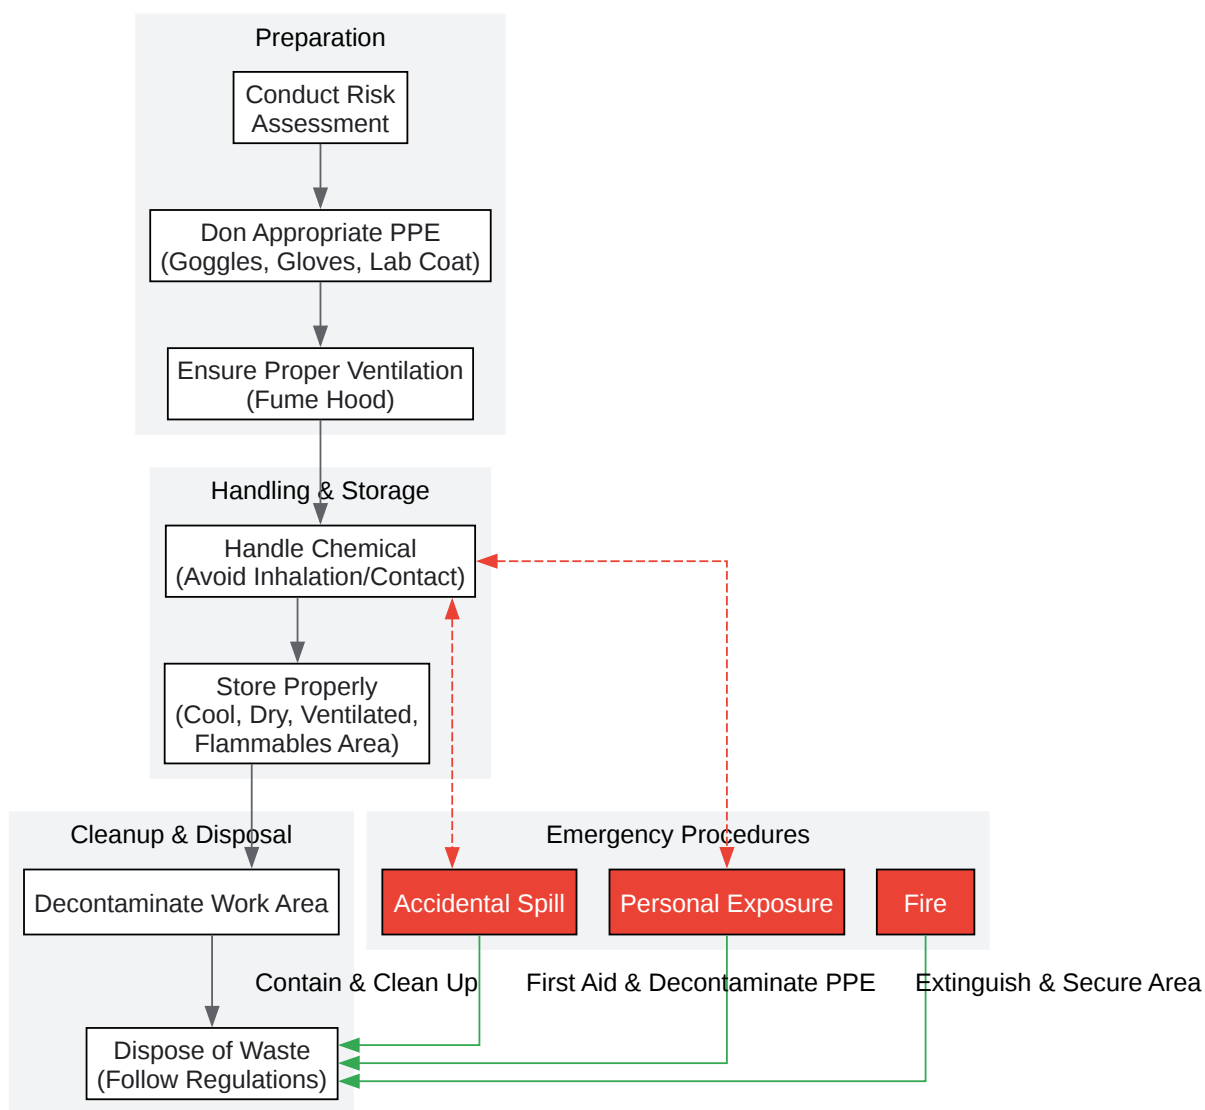 Preparation
Conduct Risk
Assessment
Don Appropriate PPE
(Goggles, Gloves, Lab Coat)
Ensure Proper Ventilation
(Fume Hood)
Handling & Storage
Handle Chemical
(Avoid Inhalation/Contact)
Store Properly
(Cool, Dry, Ventilated,
Flammables Area)
Cleanup & Disposal
Emergency Procedures
Decontaminate Work Area
Accidental Spill
Personal Exposure
Fire
Contain & Clean Up
First Aid & Decontaminate PPE
Extinguish & Secure Area
Dispose of Waste
(Follow Regulations)